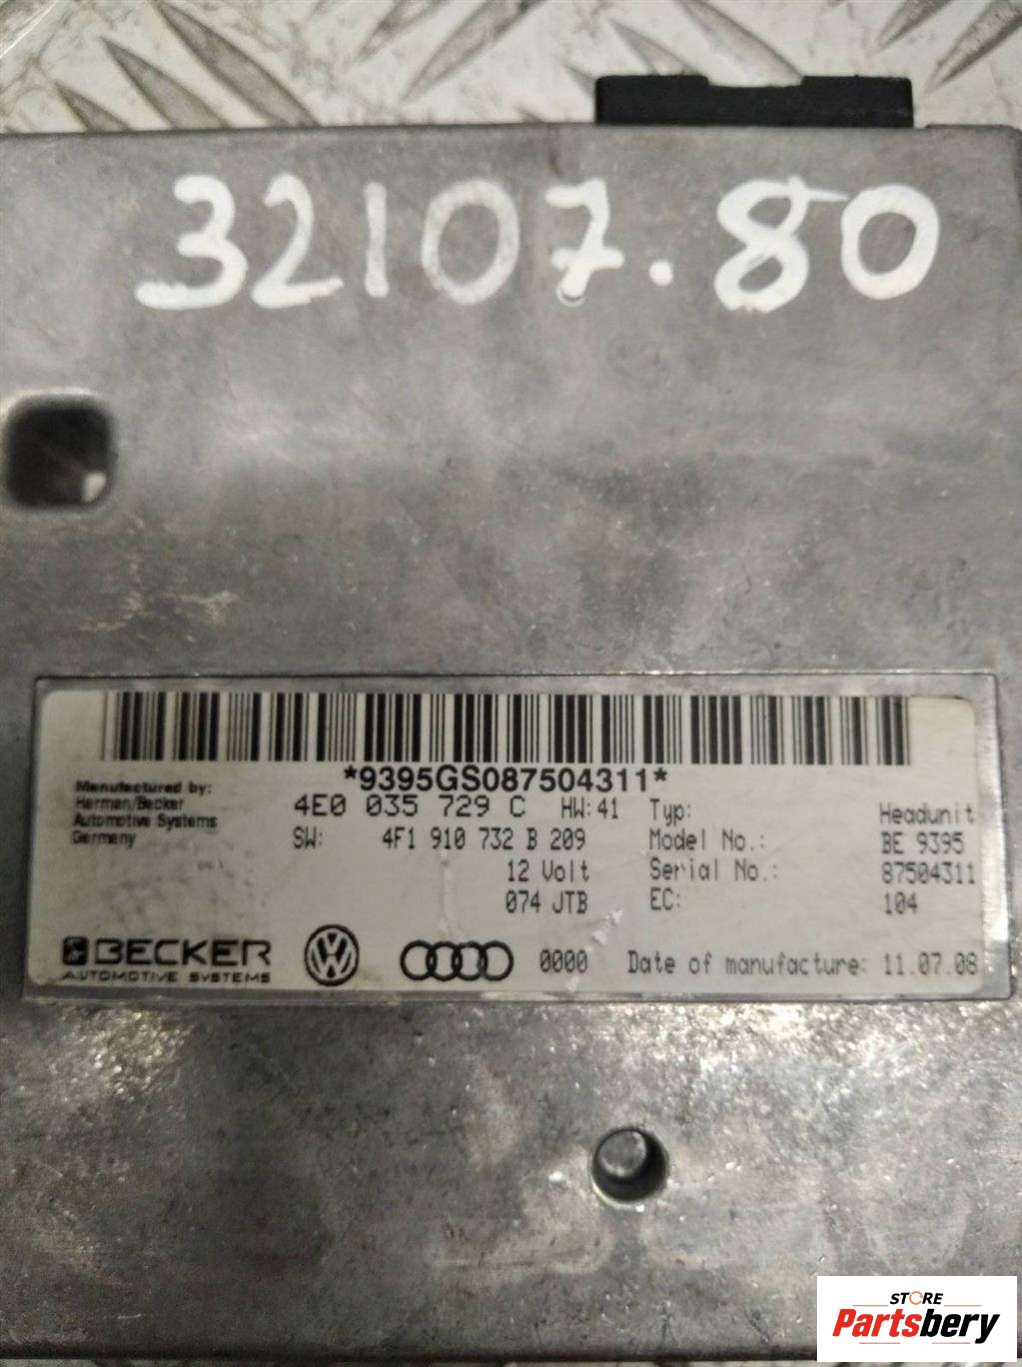 32107.80
*9395GS087504311*
Manufactured by:
Harman/Becker
Automotive Systems
Germany
4E0 035 729 C HW:41
SW: 4F1 910 732 B 209
12 Volt
074 JTB
Typ: Headunit
Model No.: BE 9395
Serial No.: 87504311
EC: 104
BECKER
AUTOMOTIVE SYSTEMS
0000 Date of manufacture: 11.07.08
STORE
Partsbery